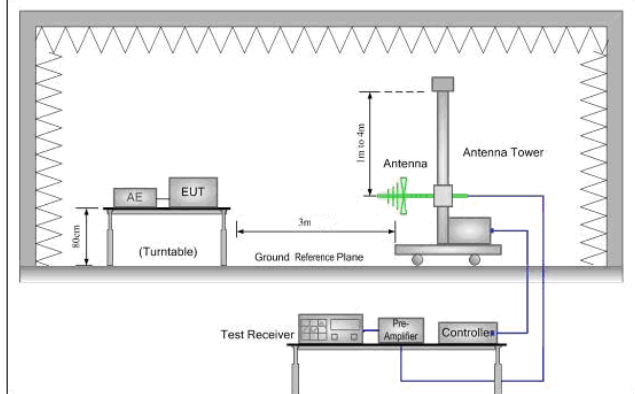 1m to 4m
Antenna
Antenna Tower
AE
EUT
3m
80cm
(Turntable)
Ground Reference Plane
Test Receiver
Pre-
Amplifier
Controller